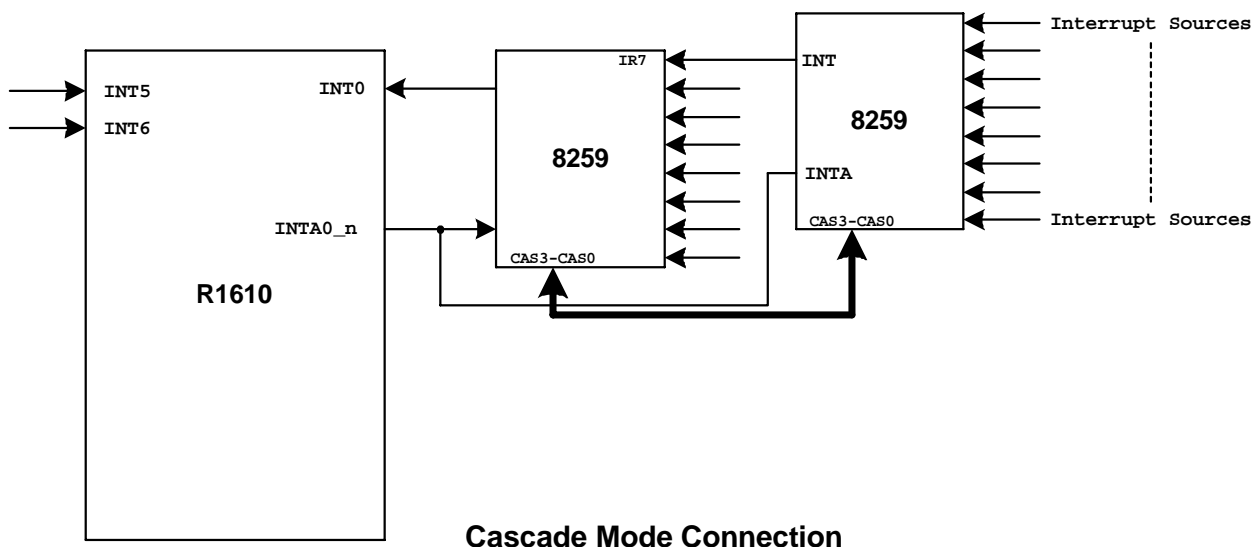 Interrupt Sources
IR7
INT
INT5
INT0
INT6
8259
8259
INTA
Interrupt Sources
CAS3-CAS0
INTA0_n
CAS3-CAS0
R1610
Cascade Mode Connection